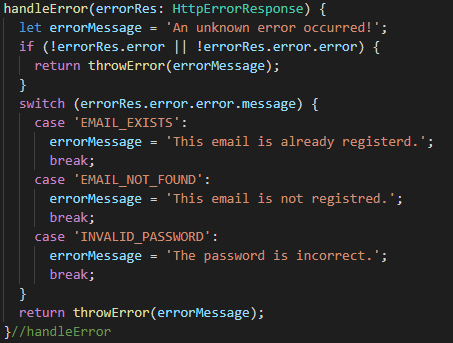 handleError(errorRes: HttpErrorResponse) {
let errorMessage = 'An unknown error occurred!';
if (!errorRes.error || !errorRes.error.error) {
return throwError(errorMessage);
}
switch (errorRes.error.error.message) {
case 'EMAIL_EXISTS':
errorMessage = 'This email is already registerd.';
break;
case 'EMAIL_NOT_FOUND':
errorMessage = 'This email is not registred.';
break;
case 'INVALID_PASSWORD':
errorMessage = 'The password is incorrect.';
break;
}
return throwError(errorMessage);
}//handleError